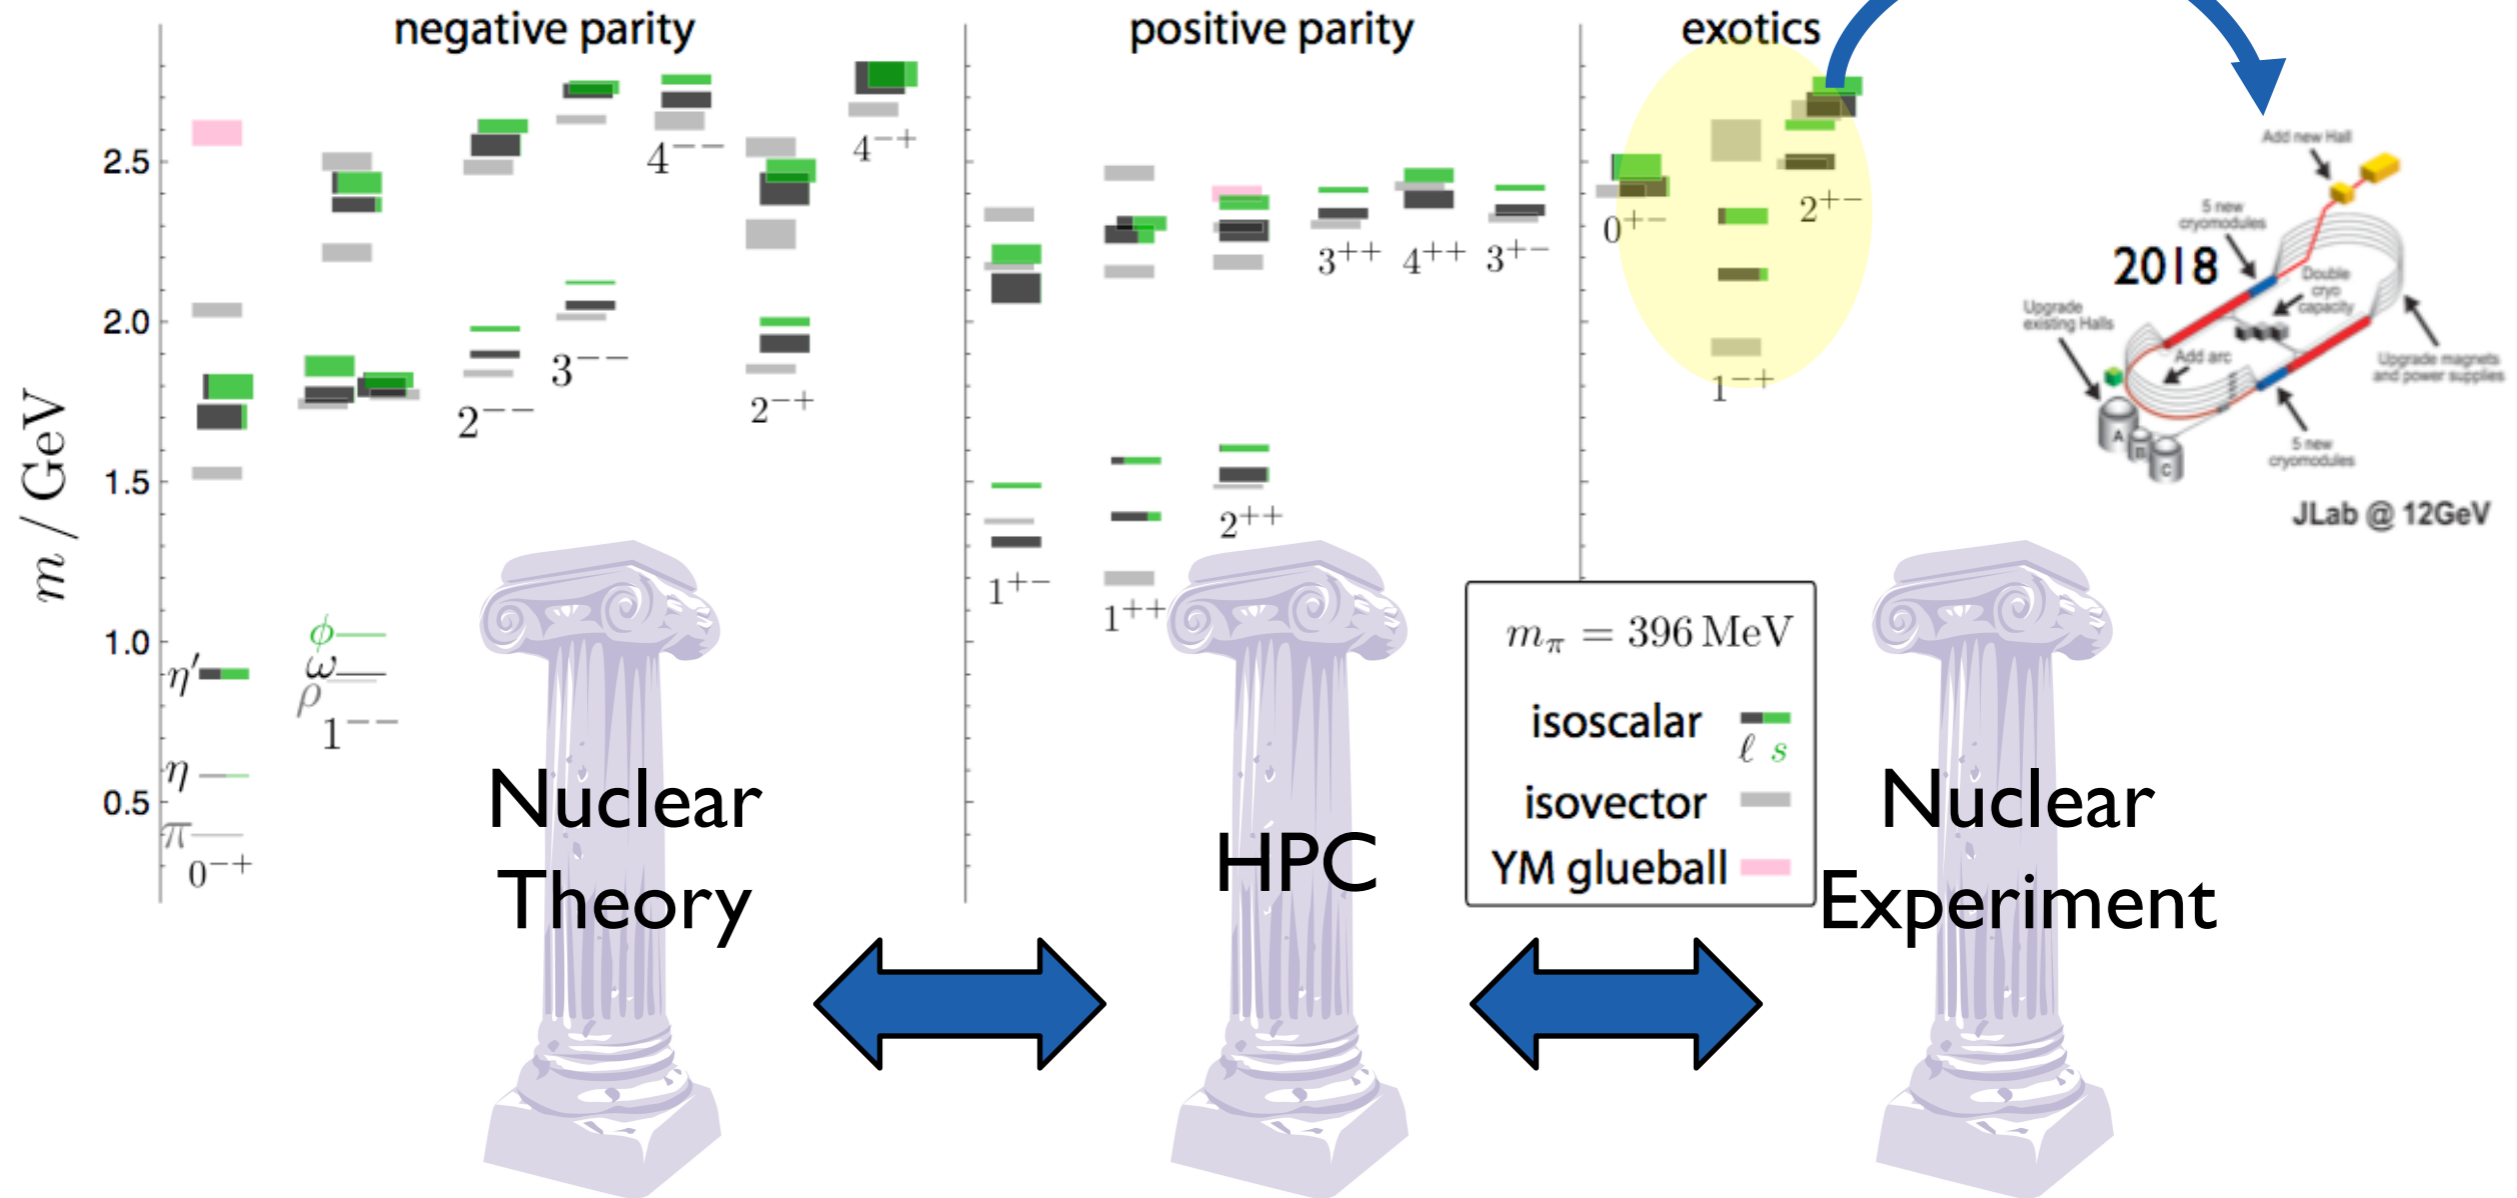 negative parity
positive parity
exotics
m / GeV
2.5
2.0
1.5
1.0
0.5
4⁻⁻
4⁻⁺
3⁻⁻
2⁻⁻
2⁻⁺
η′
ϕ
ω
ρ
1⁻⁻
η
π
0⁻⁺
3⁺⁺
4⁺⁺
3⁺⁻
2⁺⁺
1⁺⁻
1⁺⁺
0⁺⁻
2⁺⁻
1⁻⁺
Add new Hall
5 new
cryomodules
2018
Double
cryo
capacity
Upgrade
existing Halls
Add arc
Upgrade magnets
and power supplies
A
B
C
5 new
cryomodules
JLab @ 12GeV
m_π = 396 MeV
isoscalar
ℓ s
isovector
YM glueball
Nuclear
Theory
HPC
Nuclear
Experiment